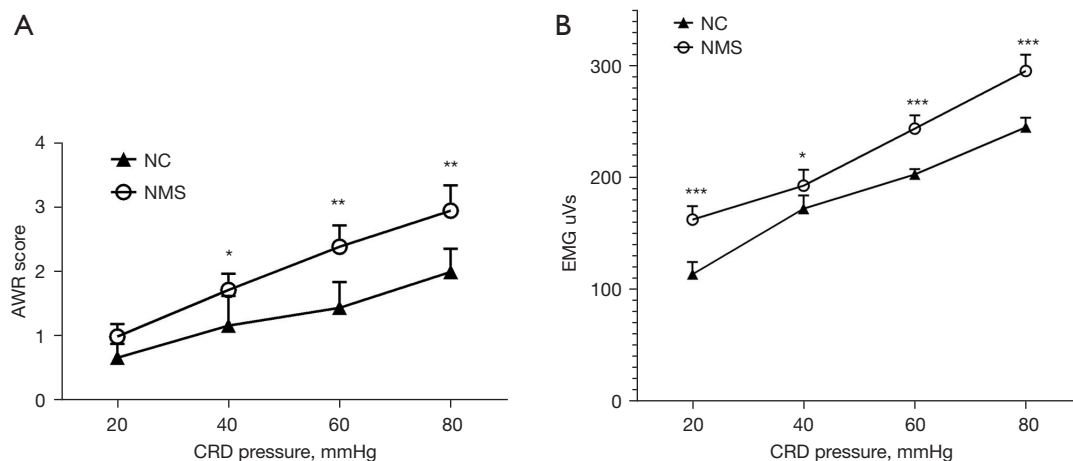 A
NC
NMS
AWR score
4
3
2
1
0
*
**
**
20 40 60 80
CRD pressure, mmHg
B
NC
NMS
EMG uVs
300
200
100
0
***
*
***
***
20 40 60 80
CRD pressure, mmHg